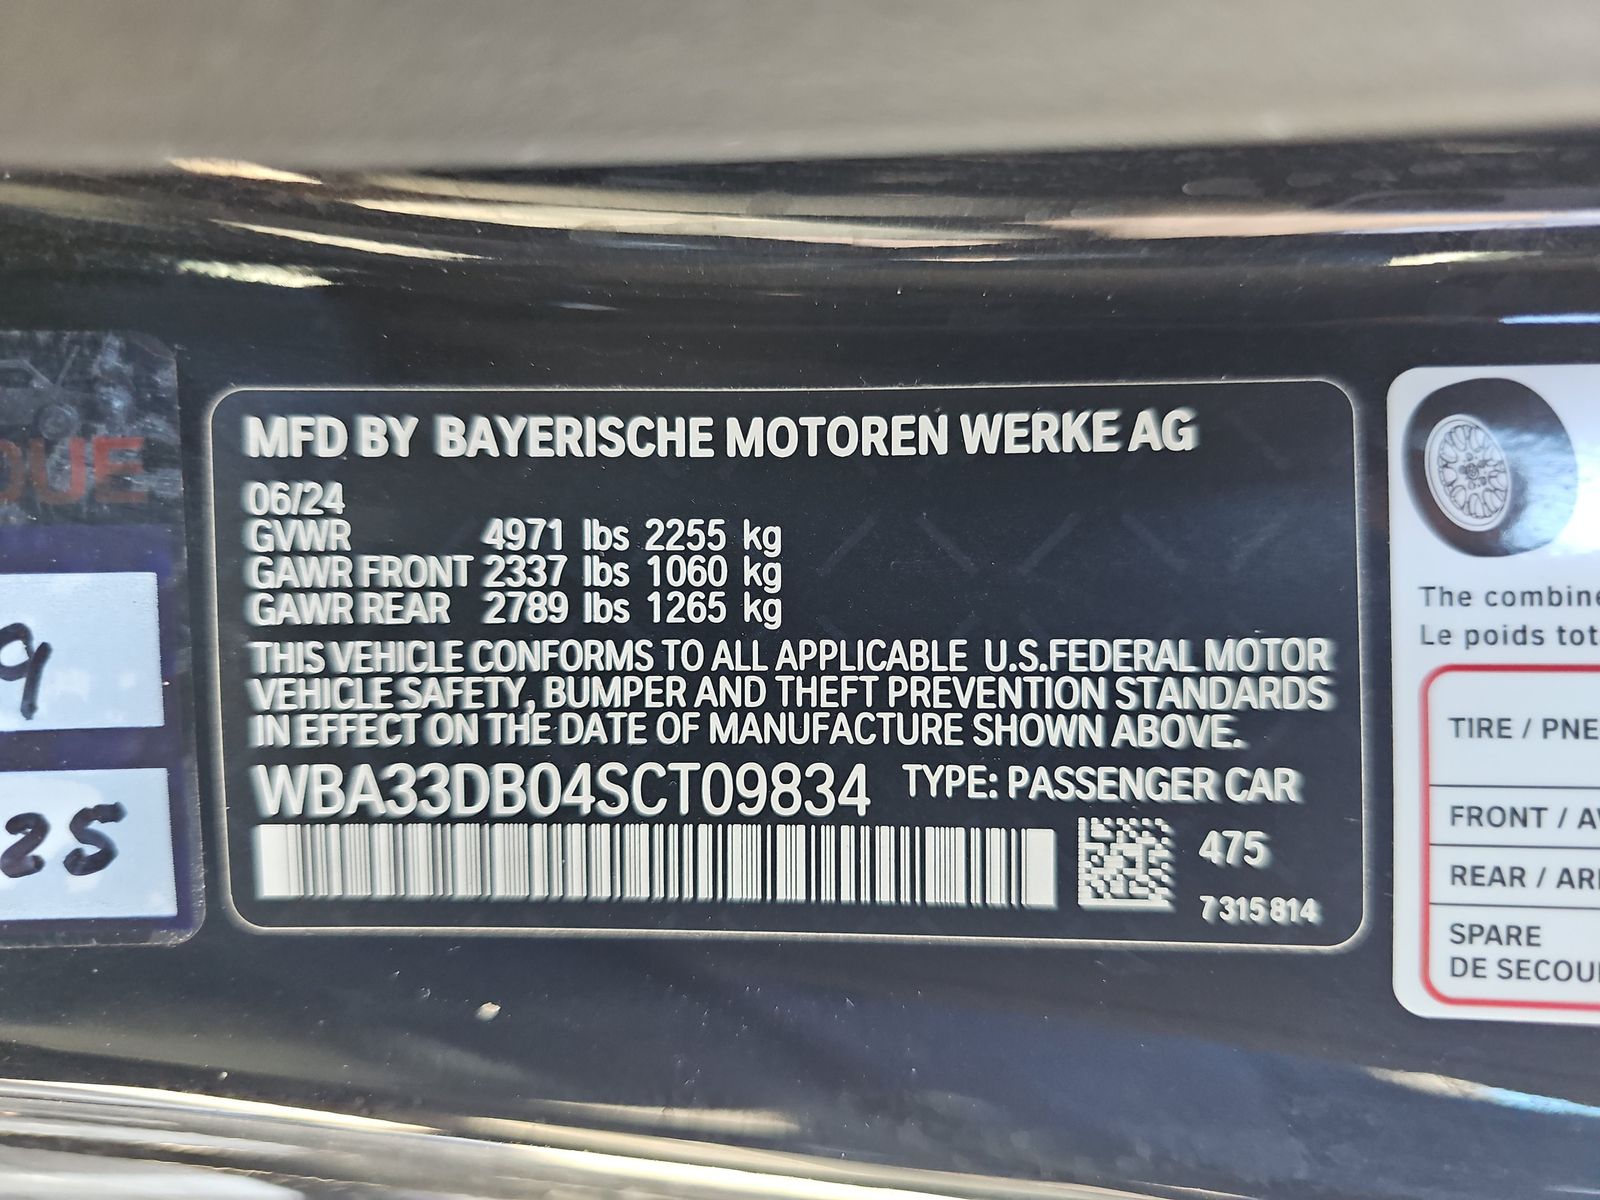 MFD BY BAYERISCHE MOTOREN WERKE AG
06/24
GVWR 4971 lbs 2255 kg
GAWR FRONT 2337 lbs 1060 kg
GAWR REAR 2789 lbs 1265 kg
THIS VEHICLE CONFORMS TO ALL APPLICABLE U.S.FEDERAL MOTOR
VEHICLE SAFETY, BUMPER AND THEFT PREVENTION STANDARDS
IN EFFECT ON THE DATE OF MANUFACTURE SHOWN ABOVE.
WBA33DB04SCT09834 TYPE: PASSENGER CAR
475
7315814
QUE
9
25
The combine
Le poids tot
TIRE / PNE
FRONT / AV
REAR / ARR
SPARE
DE SECOU